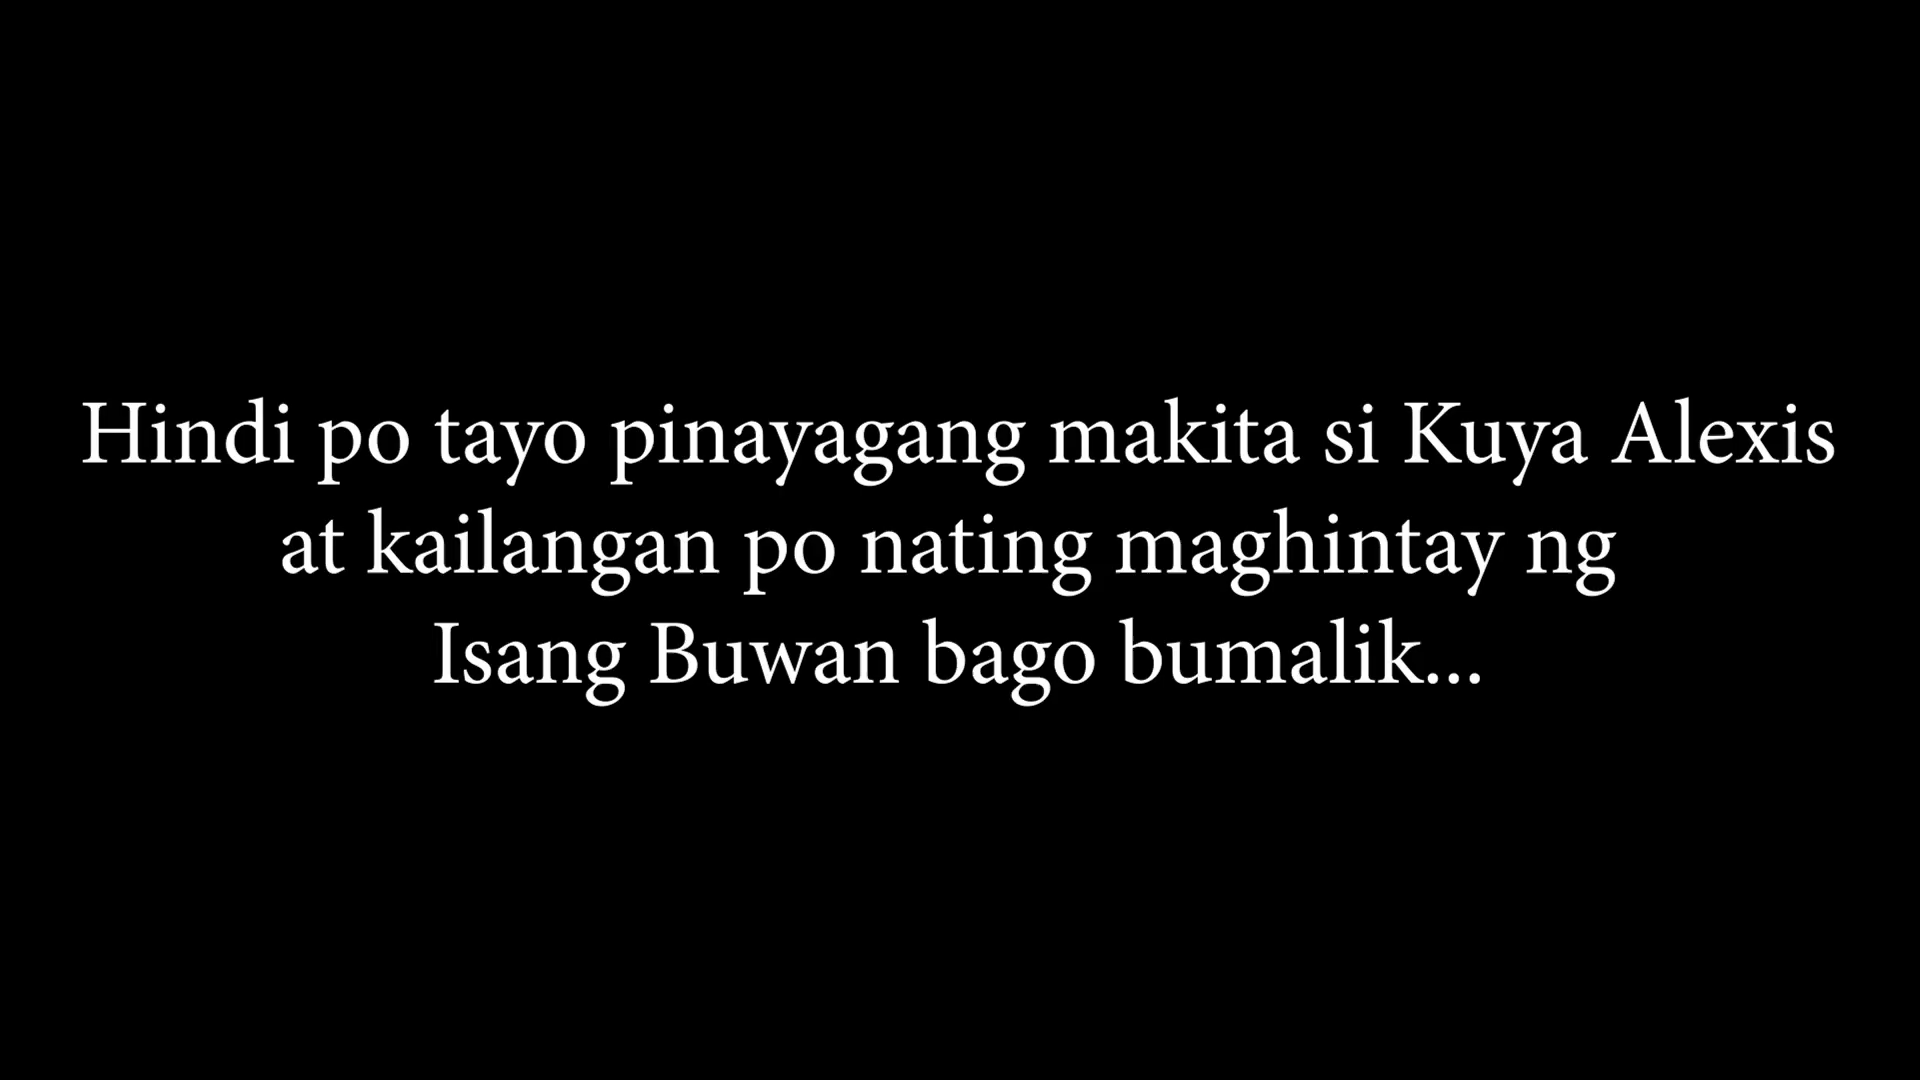 Hindi po tayo pinayagang makita si Kuya Alexis
at kailangan po nating maghintay ng
Isang Buwan bago bumalik...